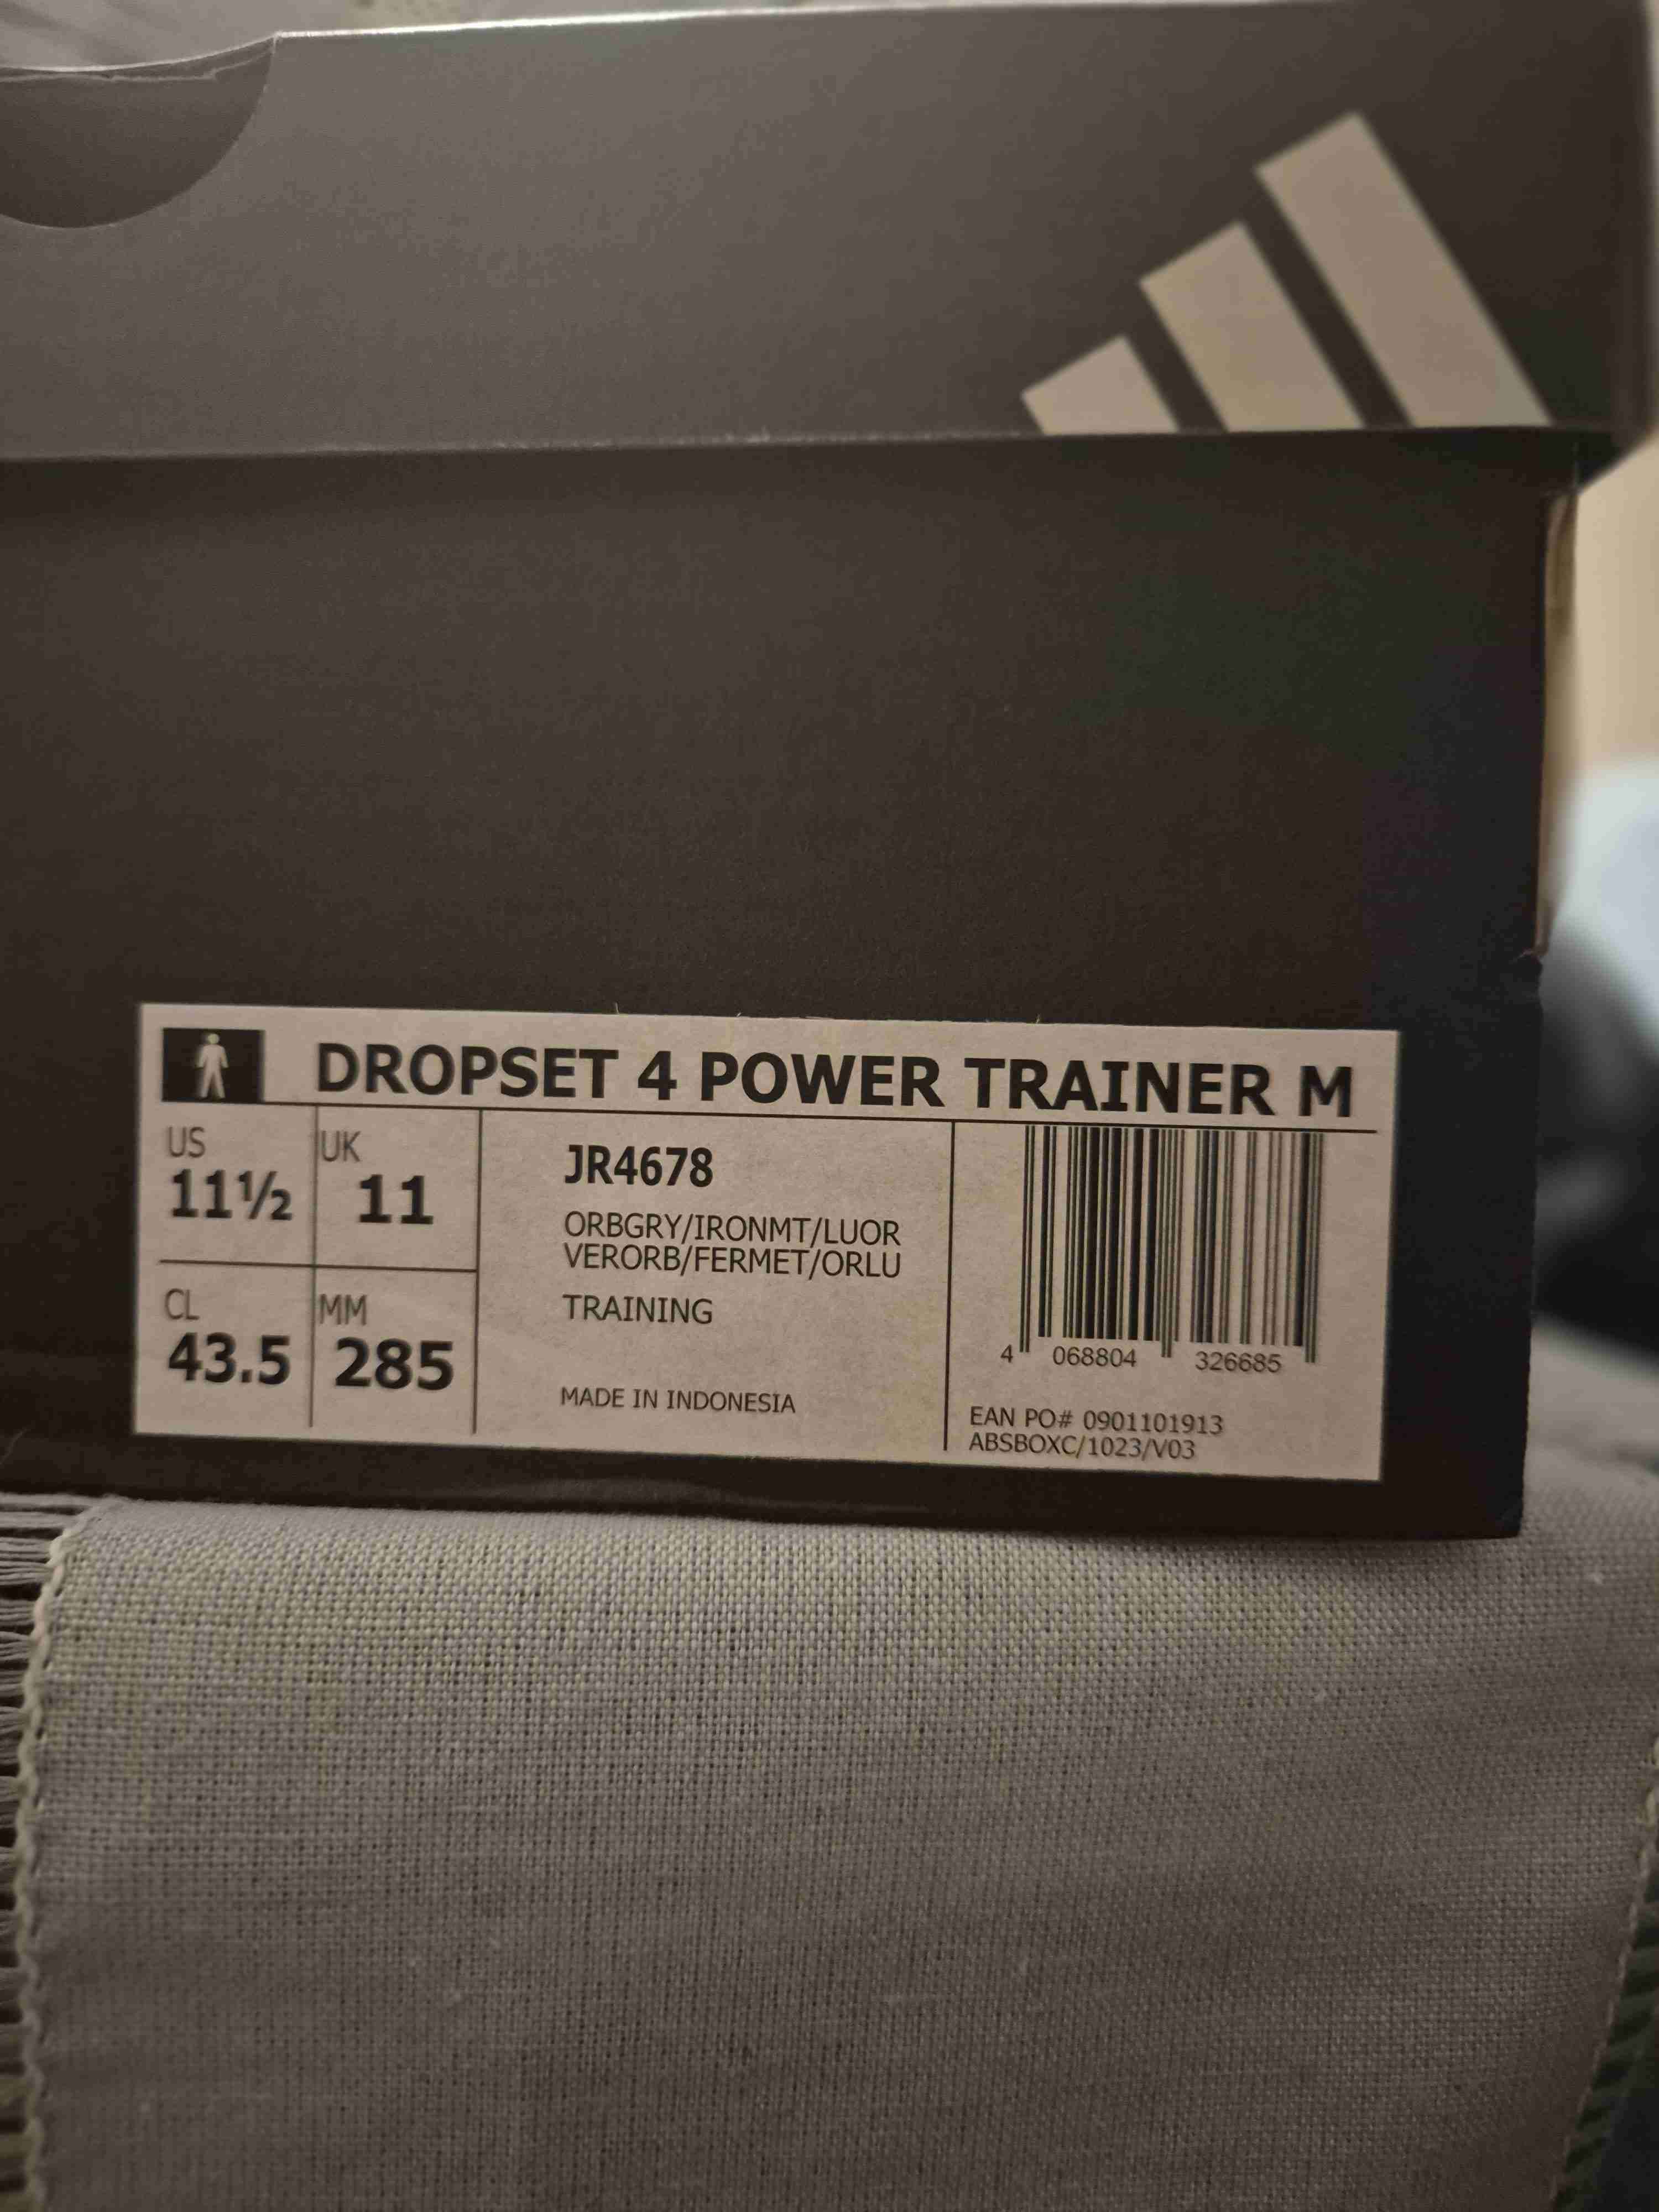 DROPSET 4 POWER TRAINER M
US
11½
UK
11
CL
43.5
MM
285
JR4678
ORBGRY/IRONMT/LUOR
VERORB/FERMET/ORLU
TRAINING
MADE IN INDONESIA
4 068804 326685
EAN PO# 0901101913
ABSBOXC/1023/V03